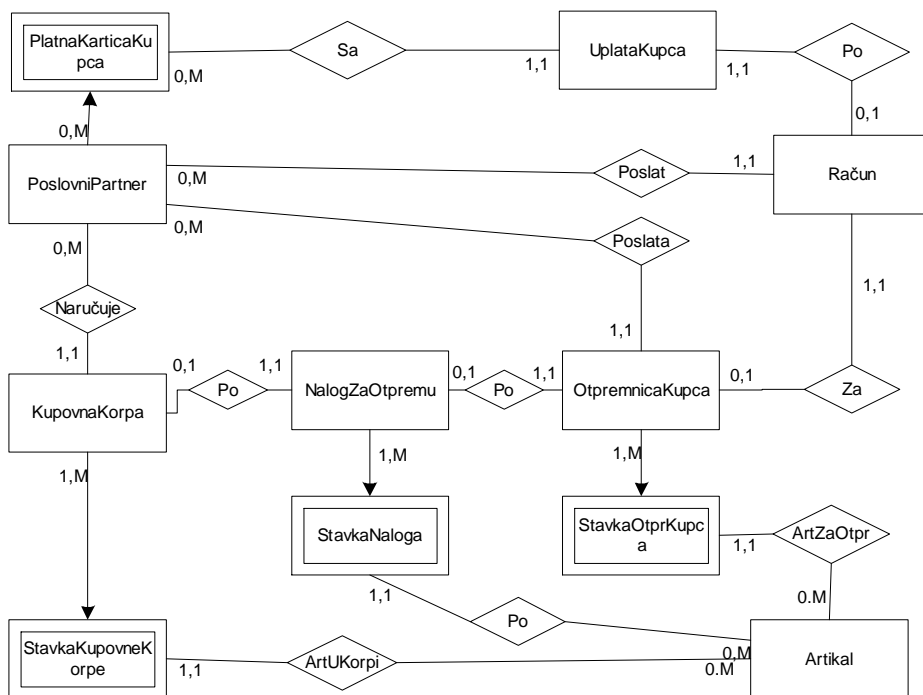 PlatnaKarticaKu
pca
0,M
Sa
1,1
UplataKupca
1,1
Po
0,1
0,M
PoslovniPartner
0,M
Poslat
1,1
Račun
0,M
0,M
Poslata
1,1
Naručuje
1,1
1,1
KupovnaKorpa
0,1
Po
1,1
NalogZaOtpremu
0,1
Po
1,1
OtpremnicaKupca
0,1
Za
1,M
1,M
1,M
StavkaNaloga
StavkaOtprKupc
a
1,1
ArtZaOtpr
1,1
Po
0.M
StavkaKupovneK
orpe
1,1
ArtUKorpi
0,M
0.M
Artikal